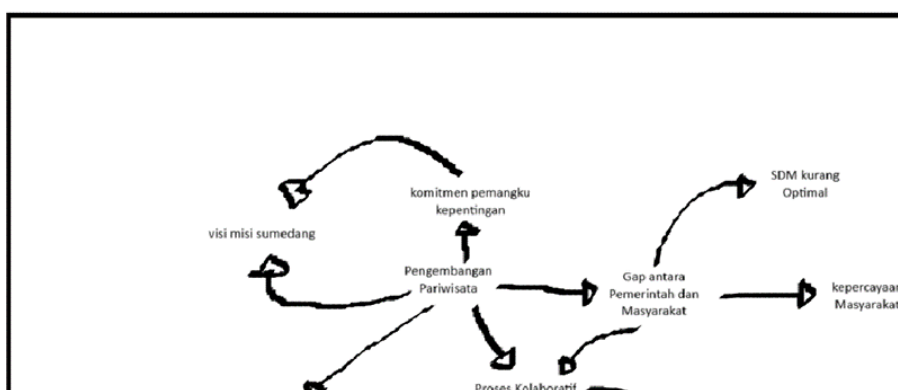 SDM kurang
Optimal
komitmen pemangku
kepentingan
visi misi sumedang
Pengembangan
Pariwisata
Gap antara
Pemerintah dan
Masyarakat
kepercayaan
Masyarakat
Proses Kolaboratif